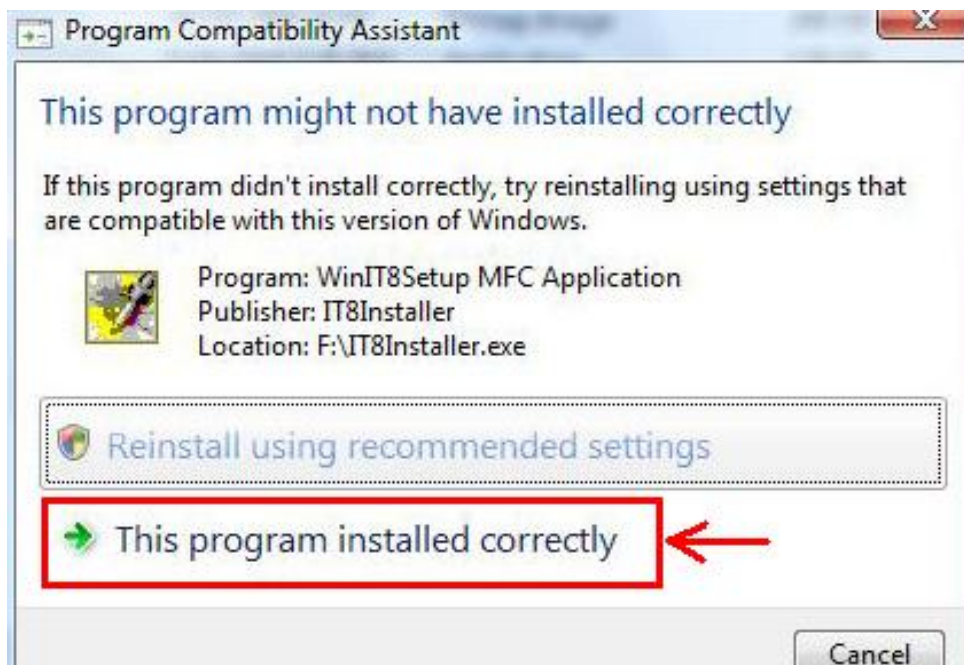 Program Compatibility Assistant
This program might not have installed correctly
If this program didn't install correctly, try reinstalling using settings that
are compatible with this version of Windows.
Program: WinIT8Setup MFC Application
Publisher: IT8Installer
Location: F:\IT8Installer.exe
Reinstall using recommended settings
This program installed correctly
Cancel